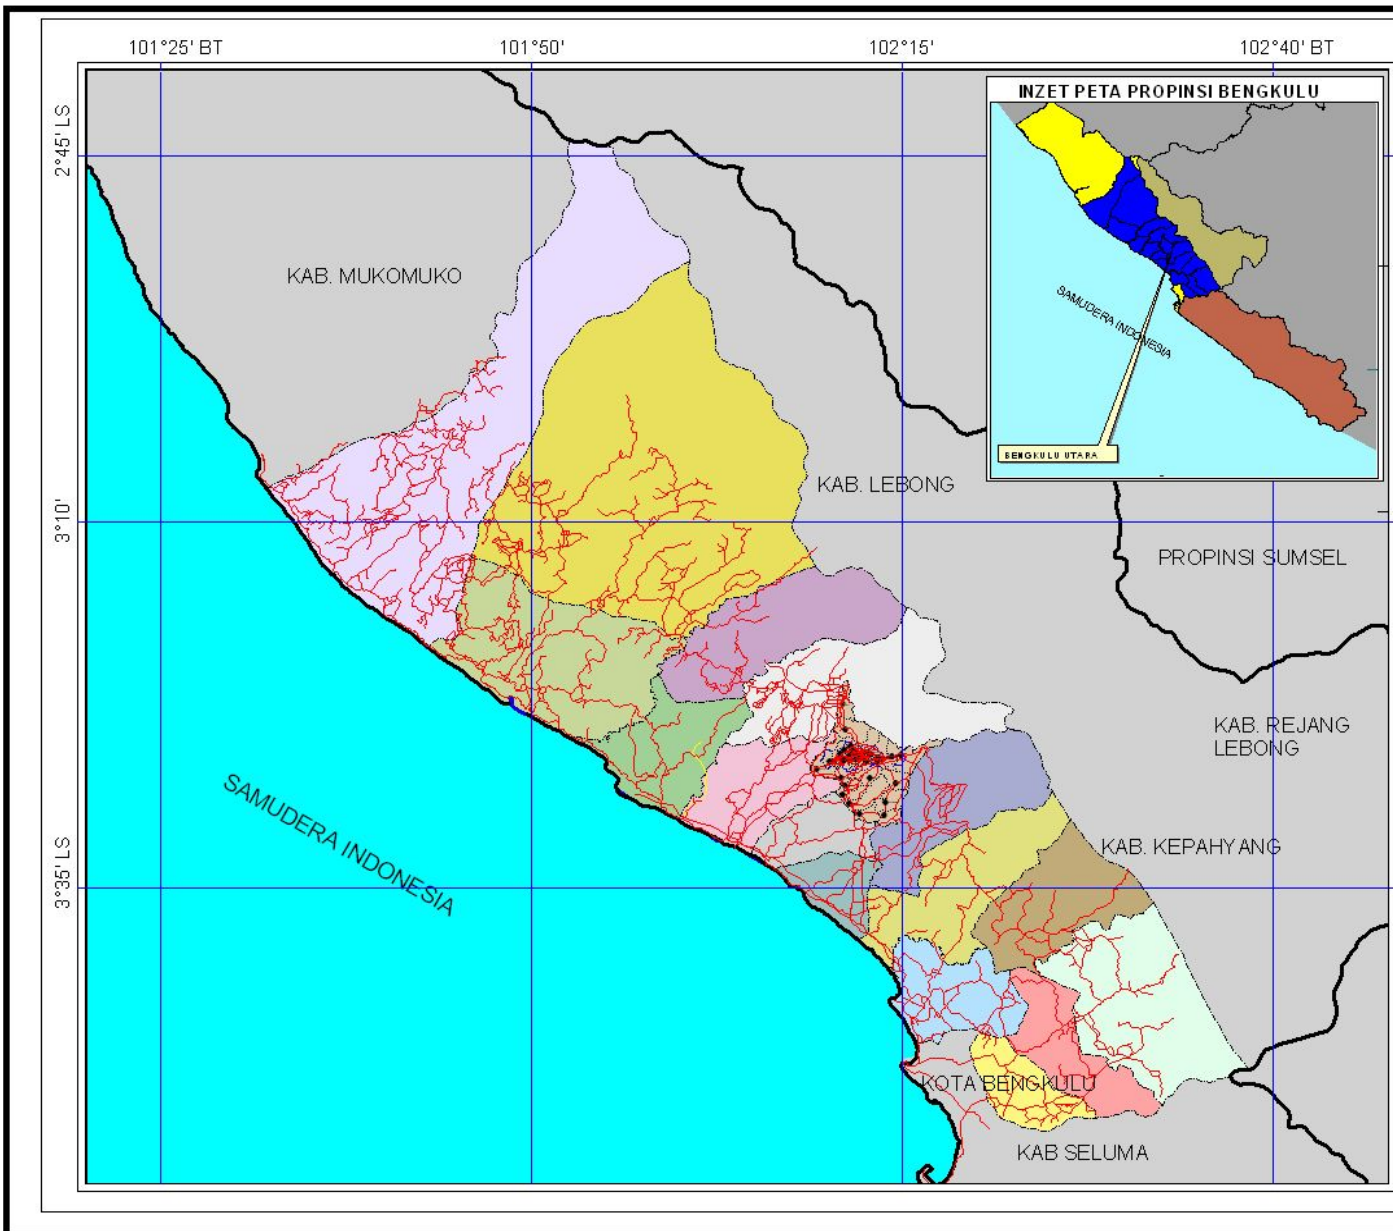 101°25' BT
101°50'
102°15'
102°40' BT
INZET PETA PROPINSI BENGKULU
2°45' LS
KAB. MUKOMUKO
SAMUDERA INDONESIA
BENGKULU UTARA
KAB. LEBONG
3°10'
PROPINSI SUMSEL
KAB. REJANG
LEBONG
SAMUDERA INDONESIA
KAB. KEPAHYANG
3°35' LS
KOTA BENGKULU
KAB SELUMA